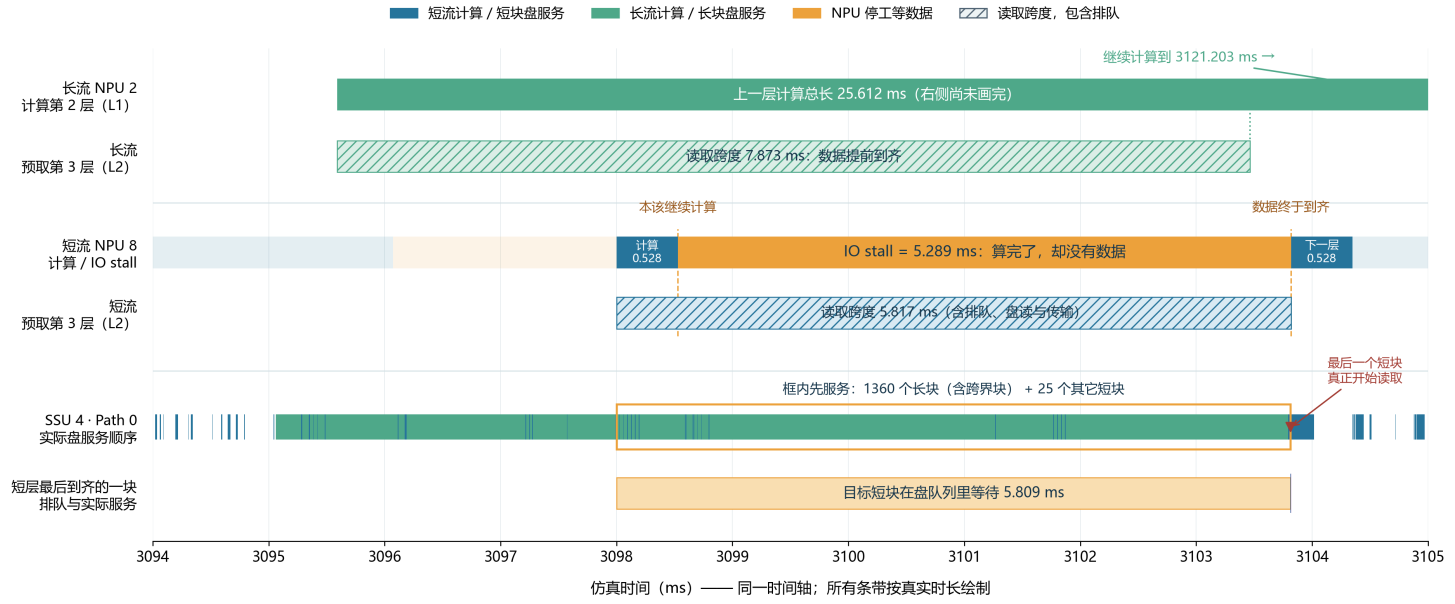 短流计算 / 短块盘服务
长流计算 / 长块盘服务
NPU 停工等数据
读取跨度，包含排队
继续计算到 3121.203 ms →
长流 NPU 2
计算第 2 层（L1）
上一层计算总长 25.612 ms（右侧尚未画完）
长流
预取第 3 层（L2）
读取跨度 7.873 ms：数据提前到齐
本该继续计算
数据终于到齐
短流 NPU 8
计算 / IO stall
计算
0.528
IO stall = 5.289 ms：算完了，却没有数据
下一层
0.528
短流
预取第 3 层（L2）
读取跨度 5.817 ms（含排队、盘读与传输）
最后一个短块
真正开始读取
框内先服务：1360 个长块（含跨界块） + 25 个其它短块
SSU 4 · Path 0
实际盘服务顺序
短层最后到齐的一块
排队与实际服务
目标短块在盘队列里等待 5.809 ms
3094
3095
3096
3097
3098
3099
3100
3101
3102
3103
3104
3105
仿真时间（ms）—— 同一时间轴；所有条带按真实时长绘制